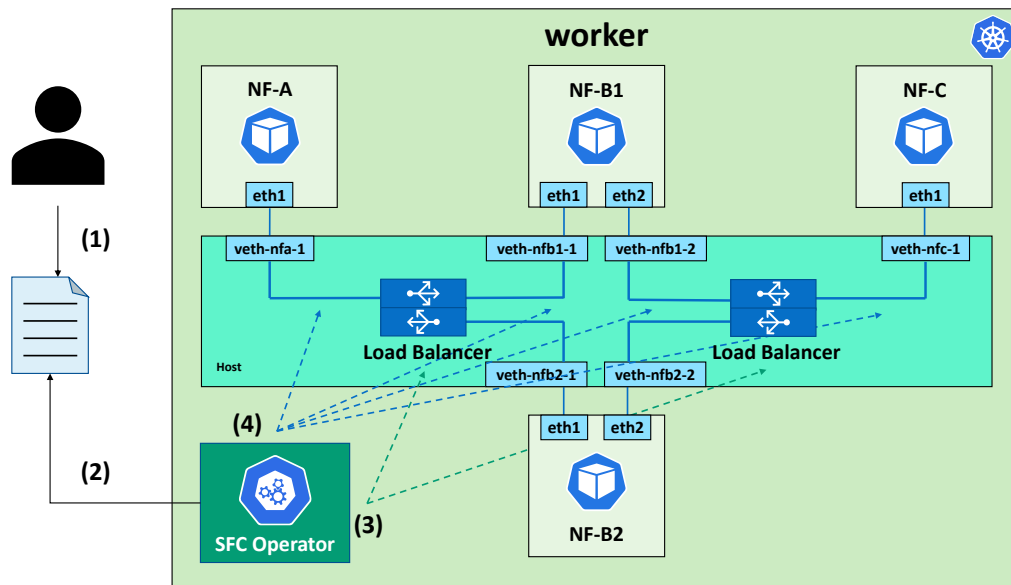 worker
NF-A
NF-B1
NF-C
eth1
eth1
eth2
eth1
(1)
veth-nfa-1
veth-nfb1-1
veth-nfb1-2
veth-nfc-1
Load Balancer
Load Balancer
Host
veth-nfb2-1
veth-nfb2-2
(4)
eth1
eth2
(2)
(3)
SFC Operator
NF-B2